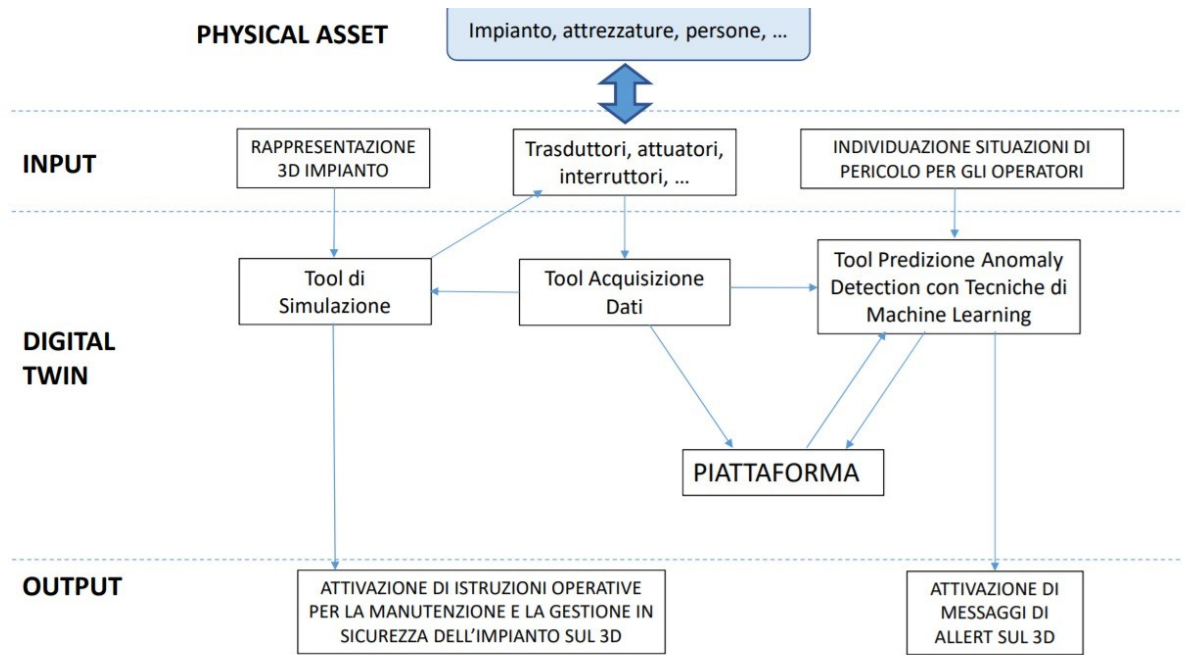 PHYSICAL ASSET
Impianto, attrezzature, persone, ...
INPUT
RAPPRESENTAZIONE
3D IMPIANTO
Trasduttori, attuatori,
interruttori, ...
INDIVIDUAZIONE SITUAZIONI DI
PERICOLO PER GLI OPERATORI
DIGITAL
TWIN
Tool di
Simulazione
Tool Acquisizione
Dati
Tool Predizione Anomaly
Detection con Tecniche di
Machine Learning
PIATTAFORMA
OUTPUT
ATTIVAZIONE DI ISTRUZIONI OPERATIVE
PER LA MANUTENZIONE E LA GESTIONE IN
SICUREZZA DELL'IMPIANTO SUL 3D
ATTIVAZIONE DI
MESSAGGI DI
ALLERT SUL 3D